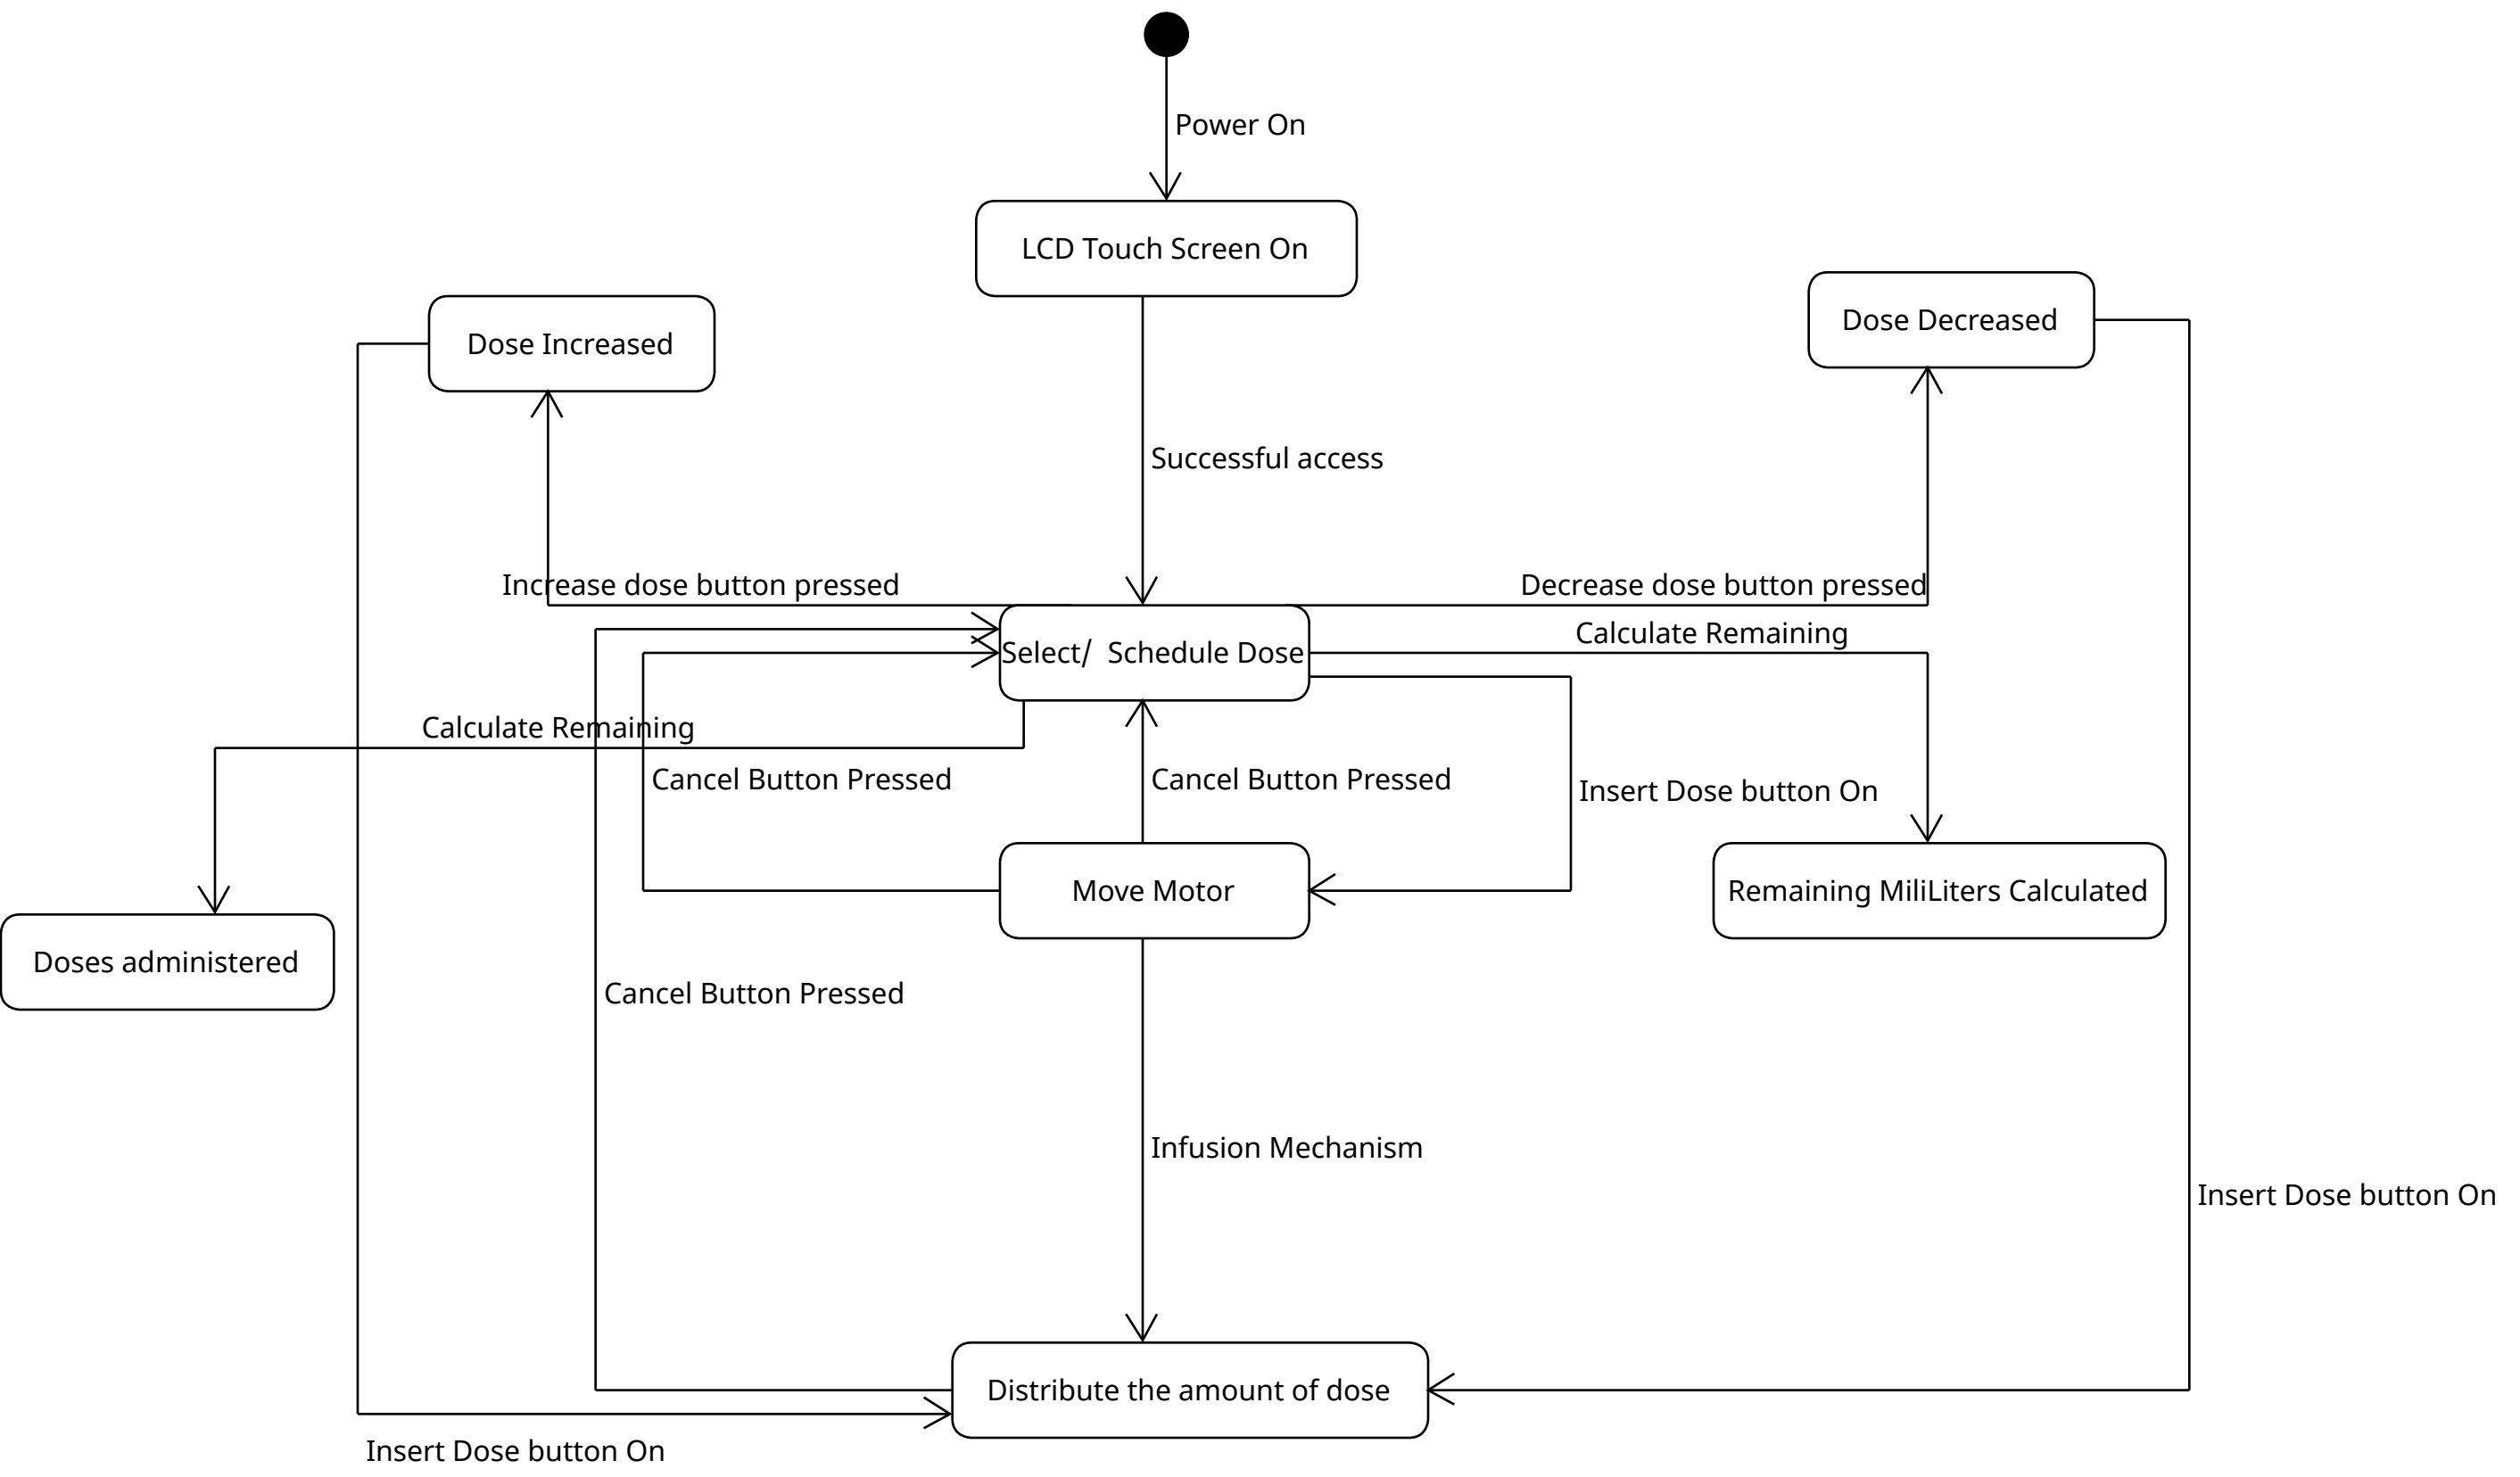 Power On
LCD Touch Screen On
Dose Decreased
Dose Increased
Successful access
Increase dose button pressed
Decrease dose button pressed
Calculate Remaining
Select/  Schedule Dose
Calculate Remaining
Cancel Button Pressed
Cancel Button Pressed
Insert Dose button On
Move Motor
Remaining MiliLiters Calculated
Doses administered
Cancel Button Pressed
Infusion Mechanism
Insert Dose button On
Distribute the amount of dose
Insert Dose button On